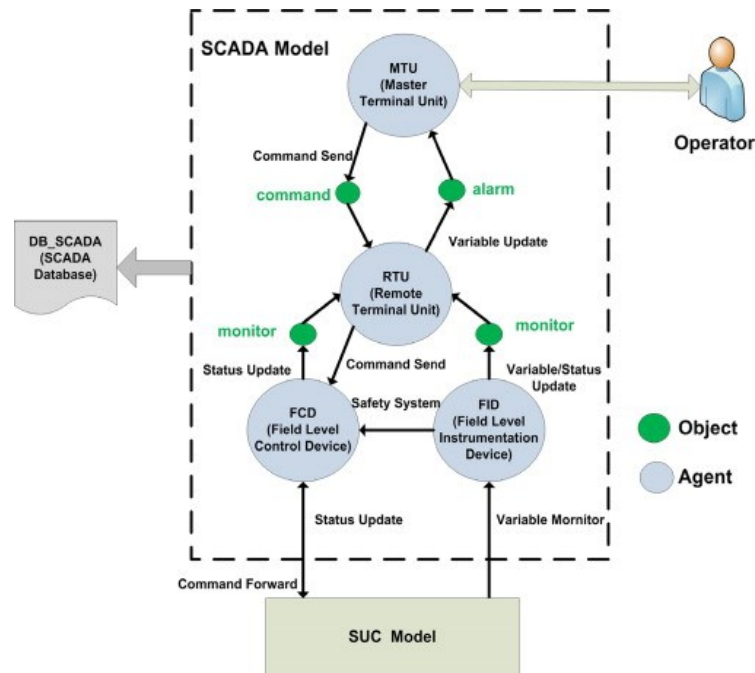 SCADA Model
MTU
(Master
Terminal Unit)
Operator
Command Send
command
alarm
DB_SCADA
(SCADA
Database)
Variable Update
RTU
(Remote
Terminal Unit)
monitor
monitor
Status Update
Command Send
Variable/Status
Update
Safety System
FCD
(Field Level
Control Device)
FID
(Field Level
Instrumentation
Device)
Object
Agent
Status Update
Variable Mornitor
Command Forward
SUC Model